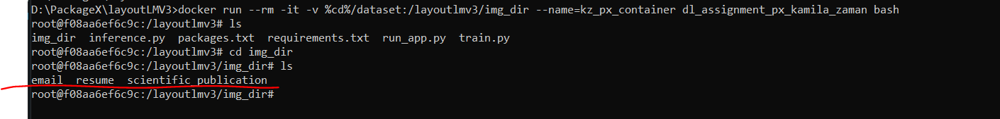 D:\PackageX\layoutLMV3>docker run --rm -it -v %cd%/dataset:/layoutlmv3/img_dir --name=kz_px_container dl_assignment_px_kamila_zaman bash
root@f08aa6ef6c9c:/layoutlmv3# ls
img_dir  inference.py  packages.txt  requirements.txt  run_app.py  train.py
root@f08aa6ef6c9c:/layoutlmv3# cd img_dir
root@f08aa6ef6c9c:/layoutlmv3/img_dir# ls
email  resume  scientific_publication
root@f08aa6ef6c9c:/layoutlmv3/img_dir#